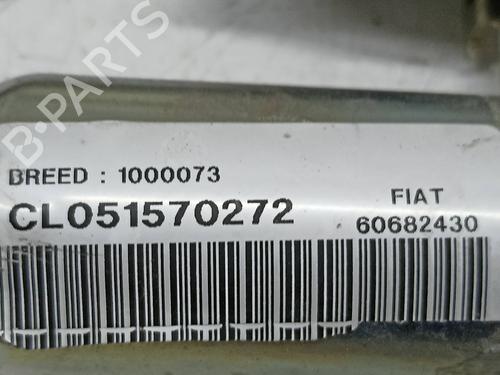 B-PARTS
BREED : 1000073
FIAT
CL051570272
60682430